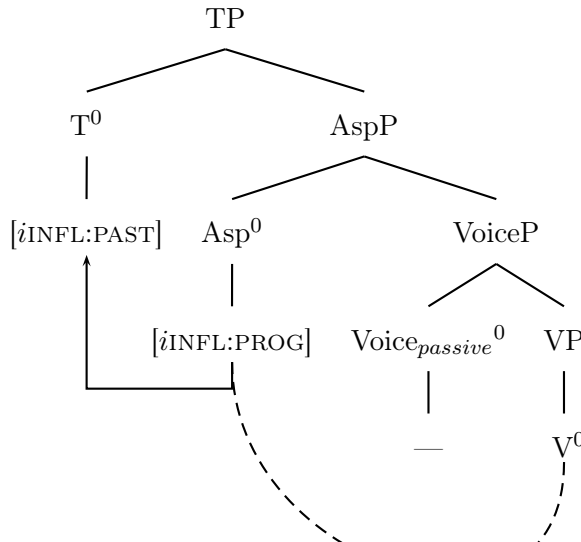 TP
T⁰ AspP
[iINFL:PAST] Asp⁰ VoiceP
[iINFL:PROG] Voicepassive⁰ VP
— V⁰